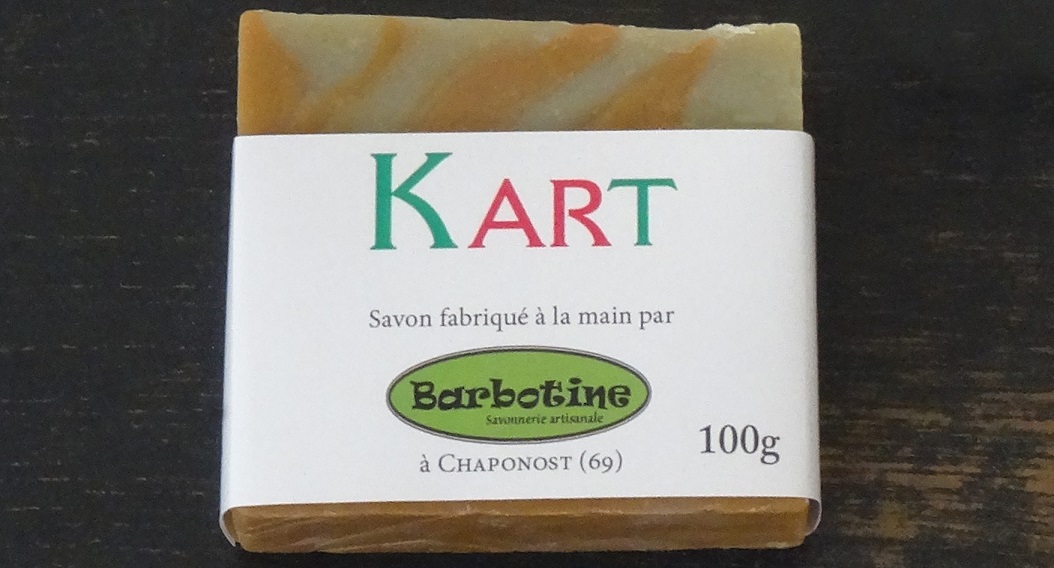 KART
Savon fabriqué à la main par
Barbotine
Savonnerie artisanale
à CHAPONOST (69)
100g